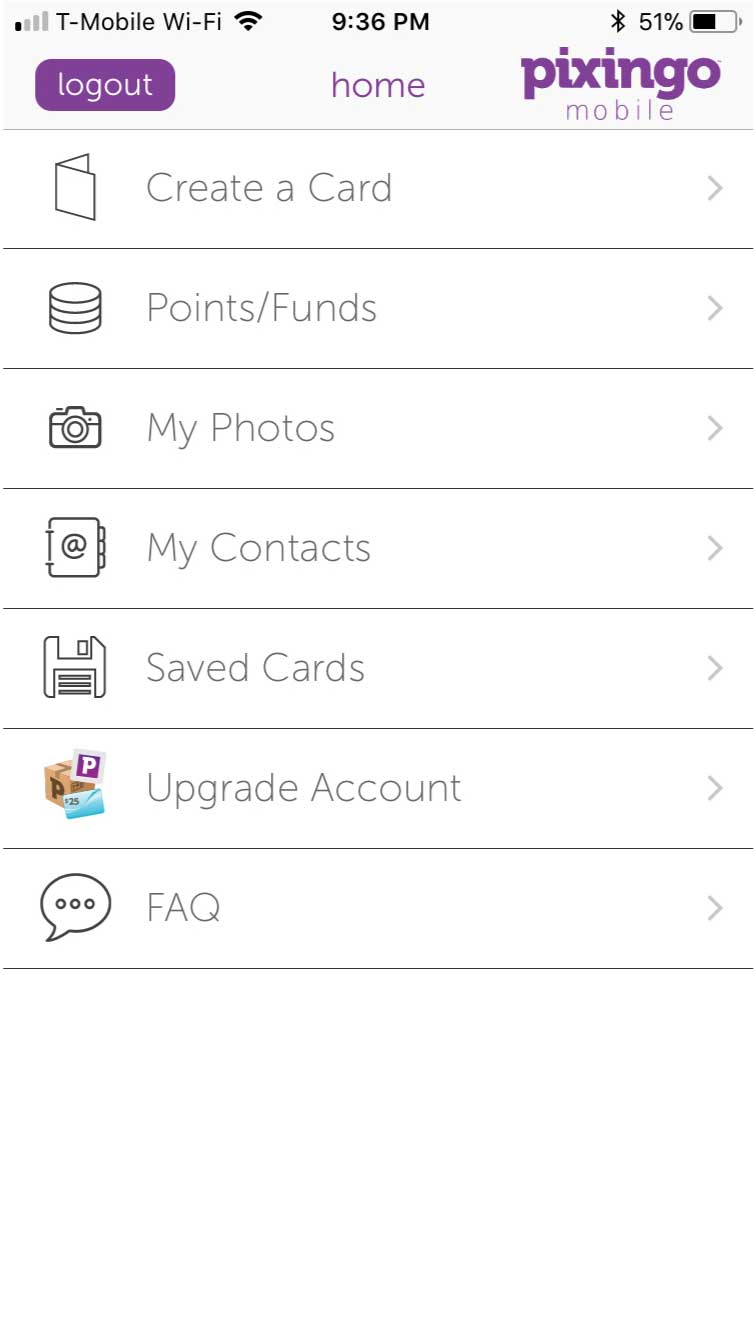 T-Mobile Wi-Fi 9:36 PM 51%
logout home pixingo
mobile
Create a Card
Points/Funds
My Photos
@ My Contacts
Saved Cards
P
P
$25
Upgrade Account
FAQ